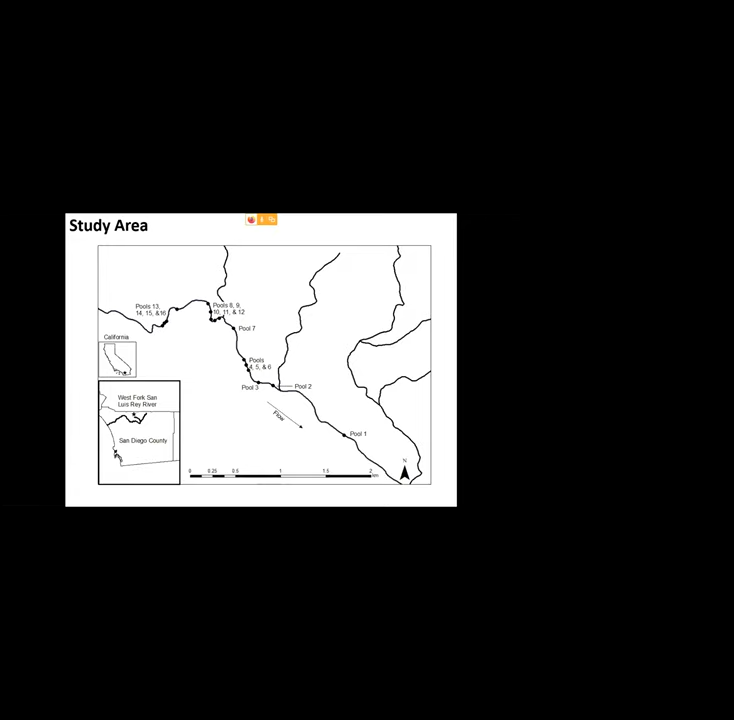 Study Area
Pools 13,
14, 15, &16
Pools 8, 9,
10, 11, & 12
Pool 7
California
Pools
4, 5, & 6
Pool 3
Pool 2
West Fork San
Luis Rey River
Flow
San Diego County
Pool 1
N
0 0.25 0.5 1 1.5 2